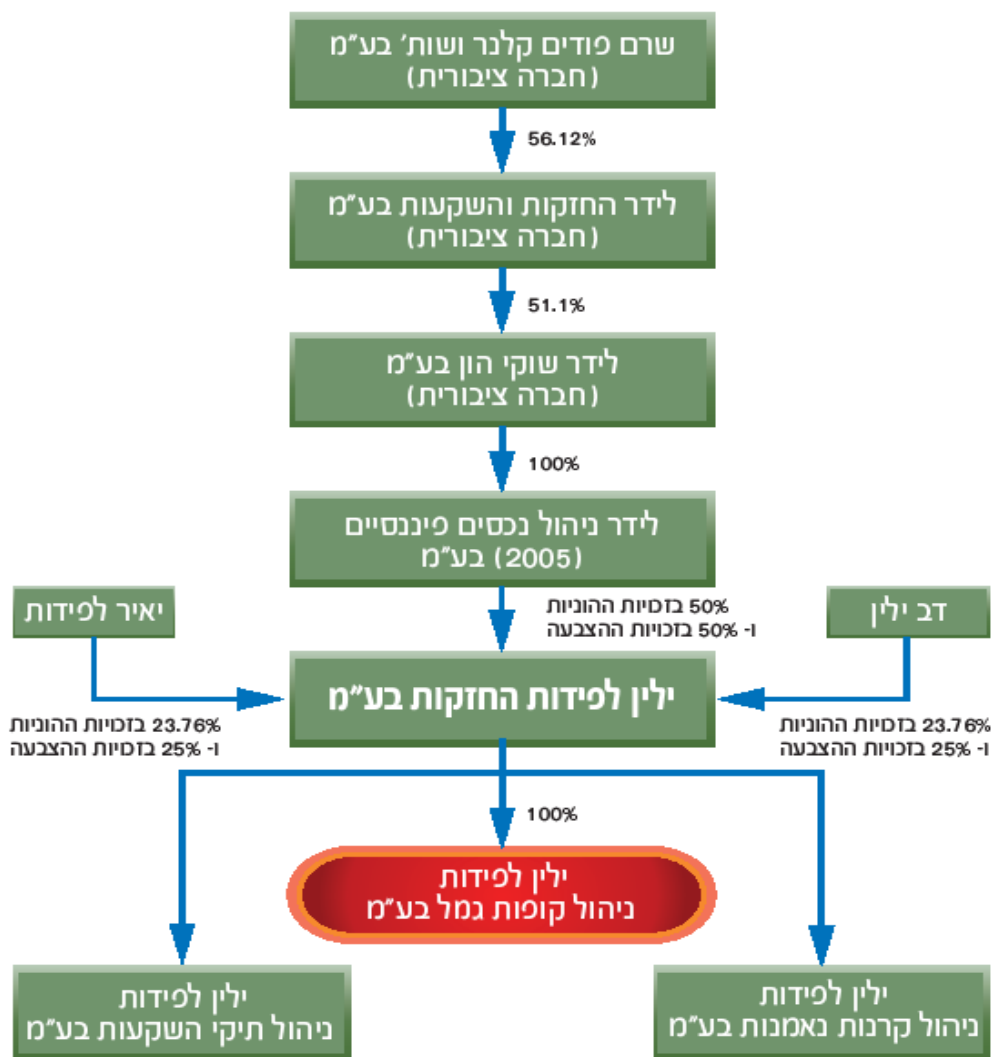 שרם פודים קלנר ושות' בע"מ
(חברה ציבורית)
56.12%
לידר החזקות והשקעות בע"מ
(חברה ציבורית)
51.1%
לידר שוקי הון בע"מ
(חברה ציבורית)
100%
לידר ניהול נכסים פיננסיים
(2005) בע"מ
50% בזכויות ההוניות
ו- 50% בזכויות ההצבעה
דב ילין
יאיר לפידות
ילין לפידות החזקות בע"מ
23.76% בזכויות ההוניות
ו- 25% בזכויות ההצבעה
23.76% בזכויות ההוניות
ו- 25% בזכויות ההצבעה
100%
ילין לפידות
ניהול קופות גמל בע"מ
ילין לפידות
ניהול קרנות נאמנות בע"מ
ילין לפידות
ניהול תיקי השקעות בע"מ